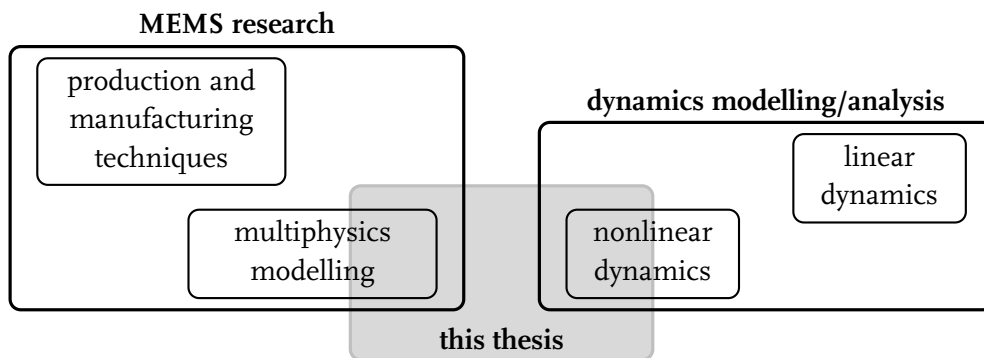 MEMS research
production and
manufacturing
techniques
multiphysics
modelling
dynamics modelling/analysis
linear
dynamics
nonlinear
dynamics
this thesis